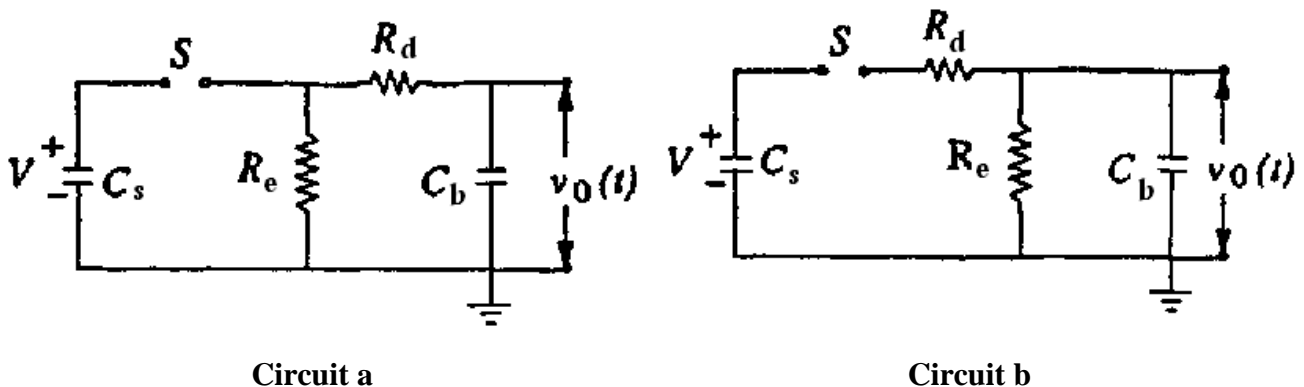 S
R_d
V
+
-
C_s
R_e
C_b
v_0(t)
Circuit a
S
R_d
V
+
-
C_s
R_e
C_b
v_0(t)
Circuit b